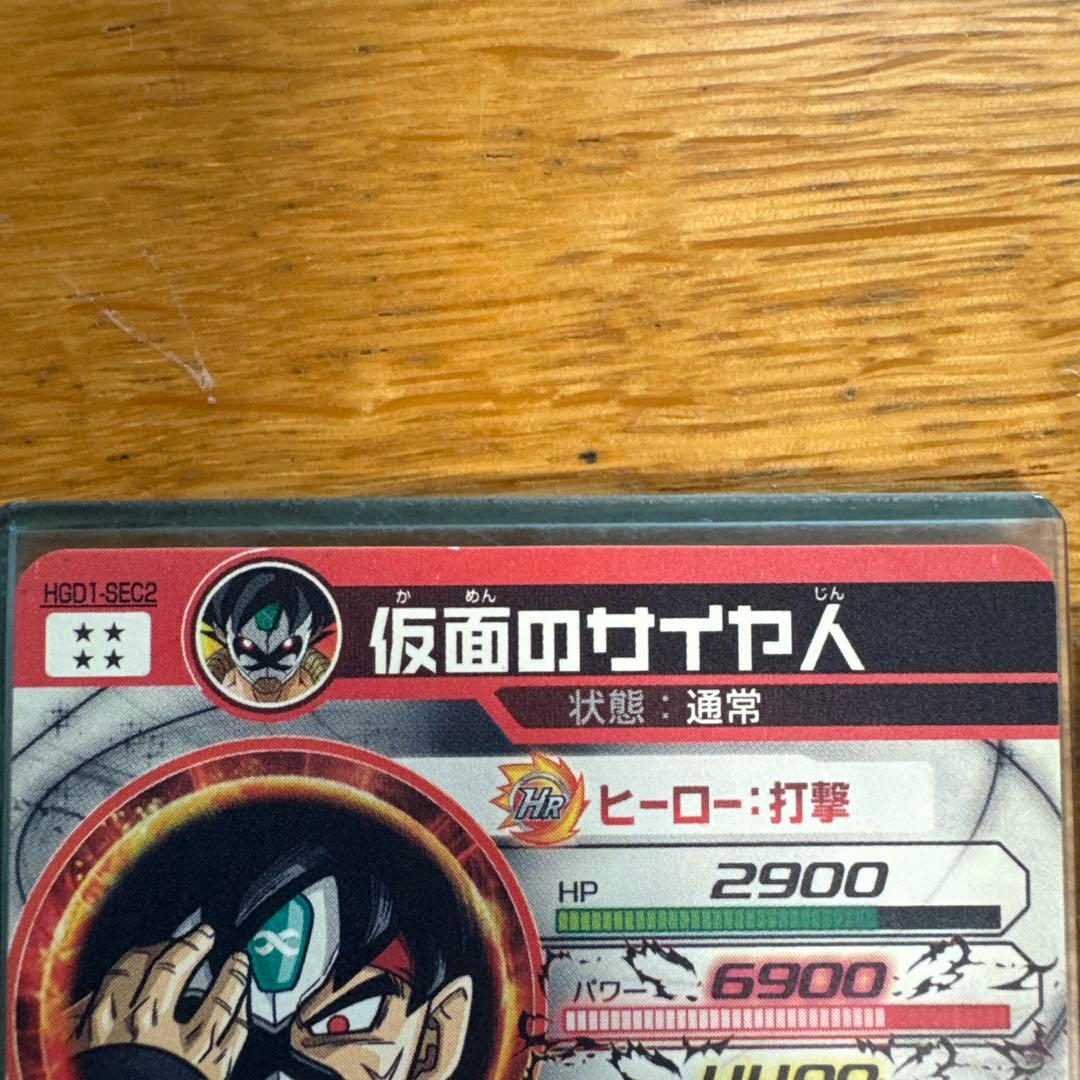 HGD1-SEC2
★★
★★
か めん じん
仮面のサイヤ人
状態：通常
HR ヒーロー：打撃
HP 2900
パワー 6900